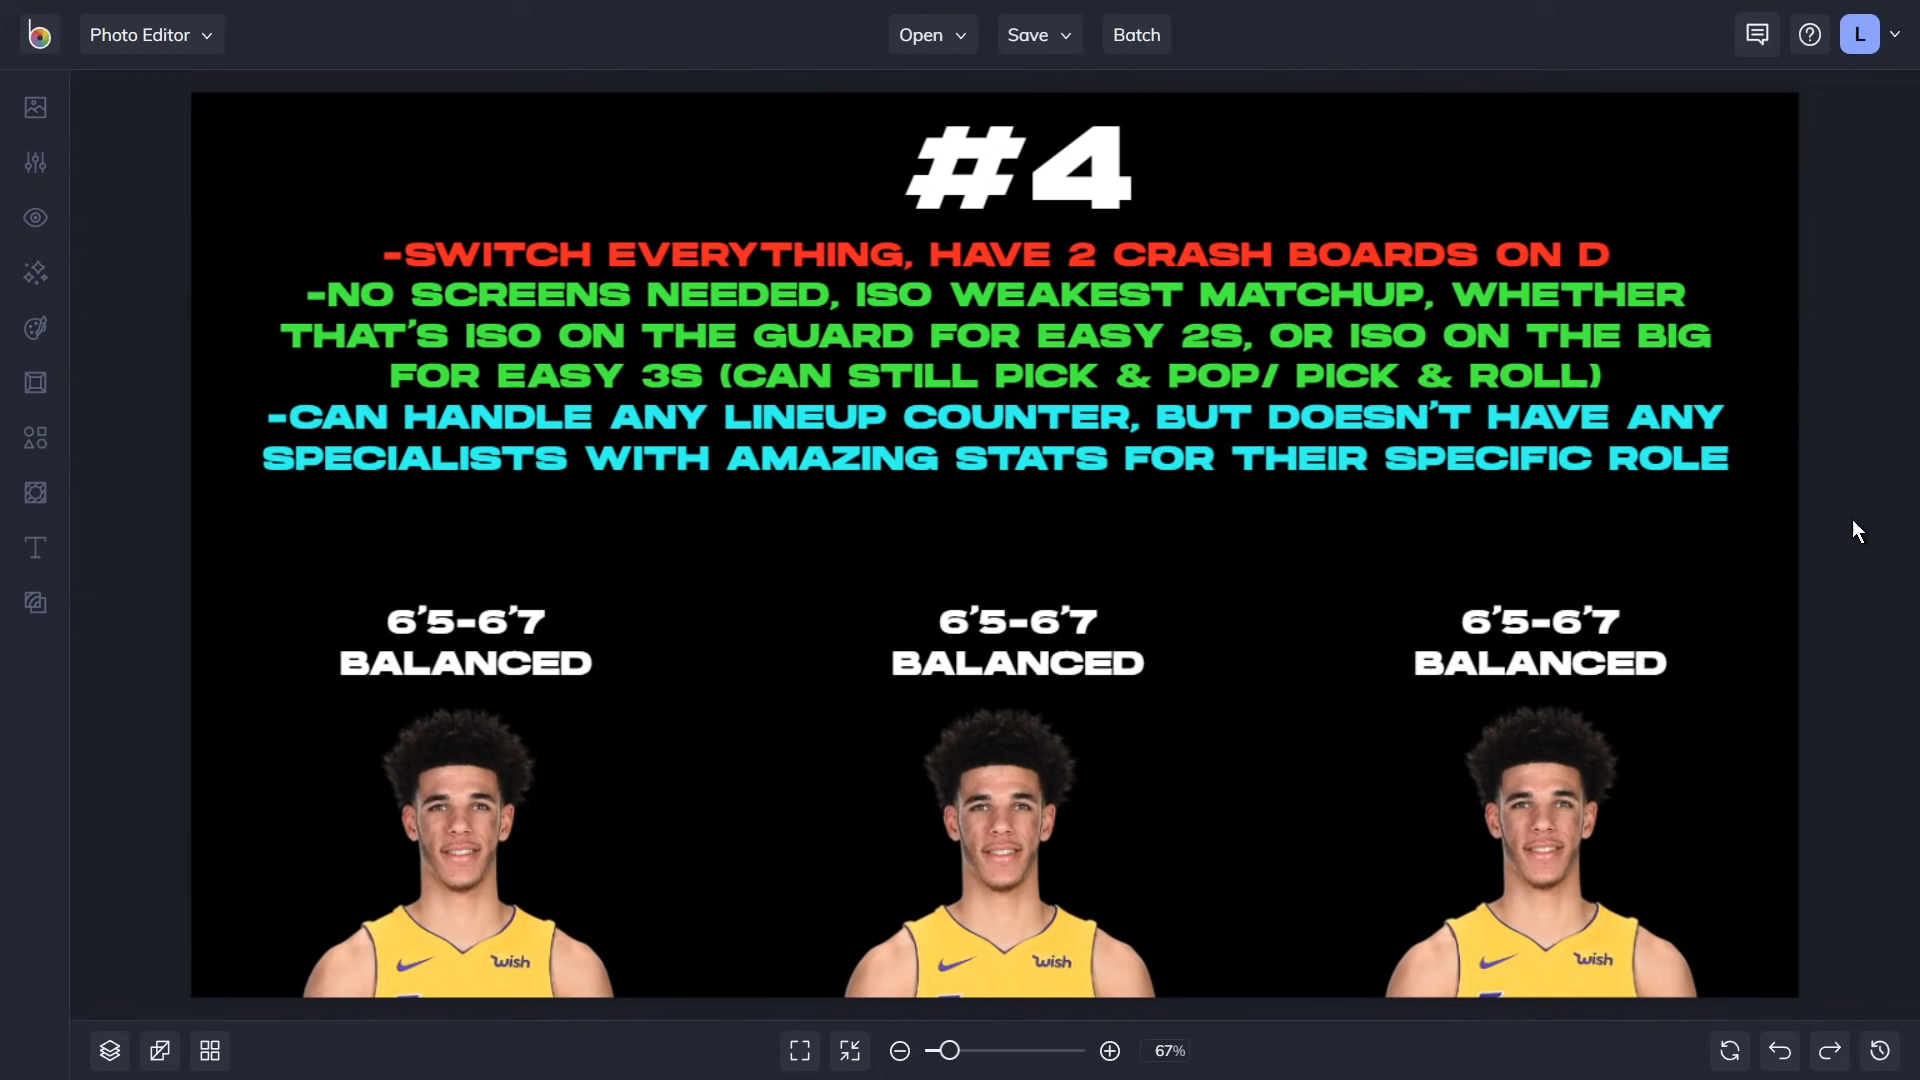 Photo Editor
Open
Save
Batch
L
#4
-SWITCH EVERYTHING, HAVE 2 CRASH BOARDS ON D
-NO SCREENS NEEDED, ISO WEAKEST MATCHUP, WHETHER
THAT'S ISO ON THE GUARD FOR EASY 2S, OR ISO ON THE BIG
FOR EASY 3S (CAN STILL PICK & POP/ PICK & ROLL)
-CAN HANDLE ANY LINEUP COUNTER, BUT DOESN'T HAVE ANY
SPECIALISTS WITH AMAZING STATS FOR THEIR SPECIFIC ROLE
6'5-6'7
BALANCED
6'5-6'7
BALANCED
6'5-6'7
BALANCED
wish
wish
wish
67%